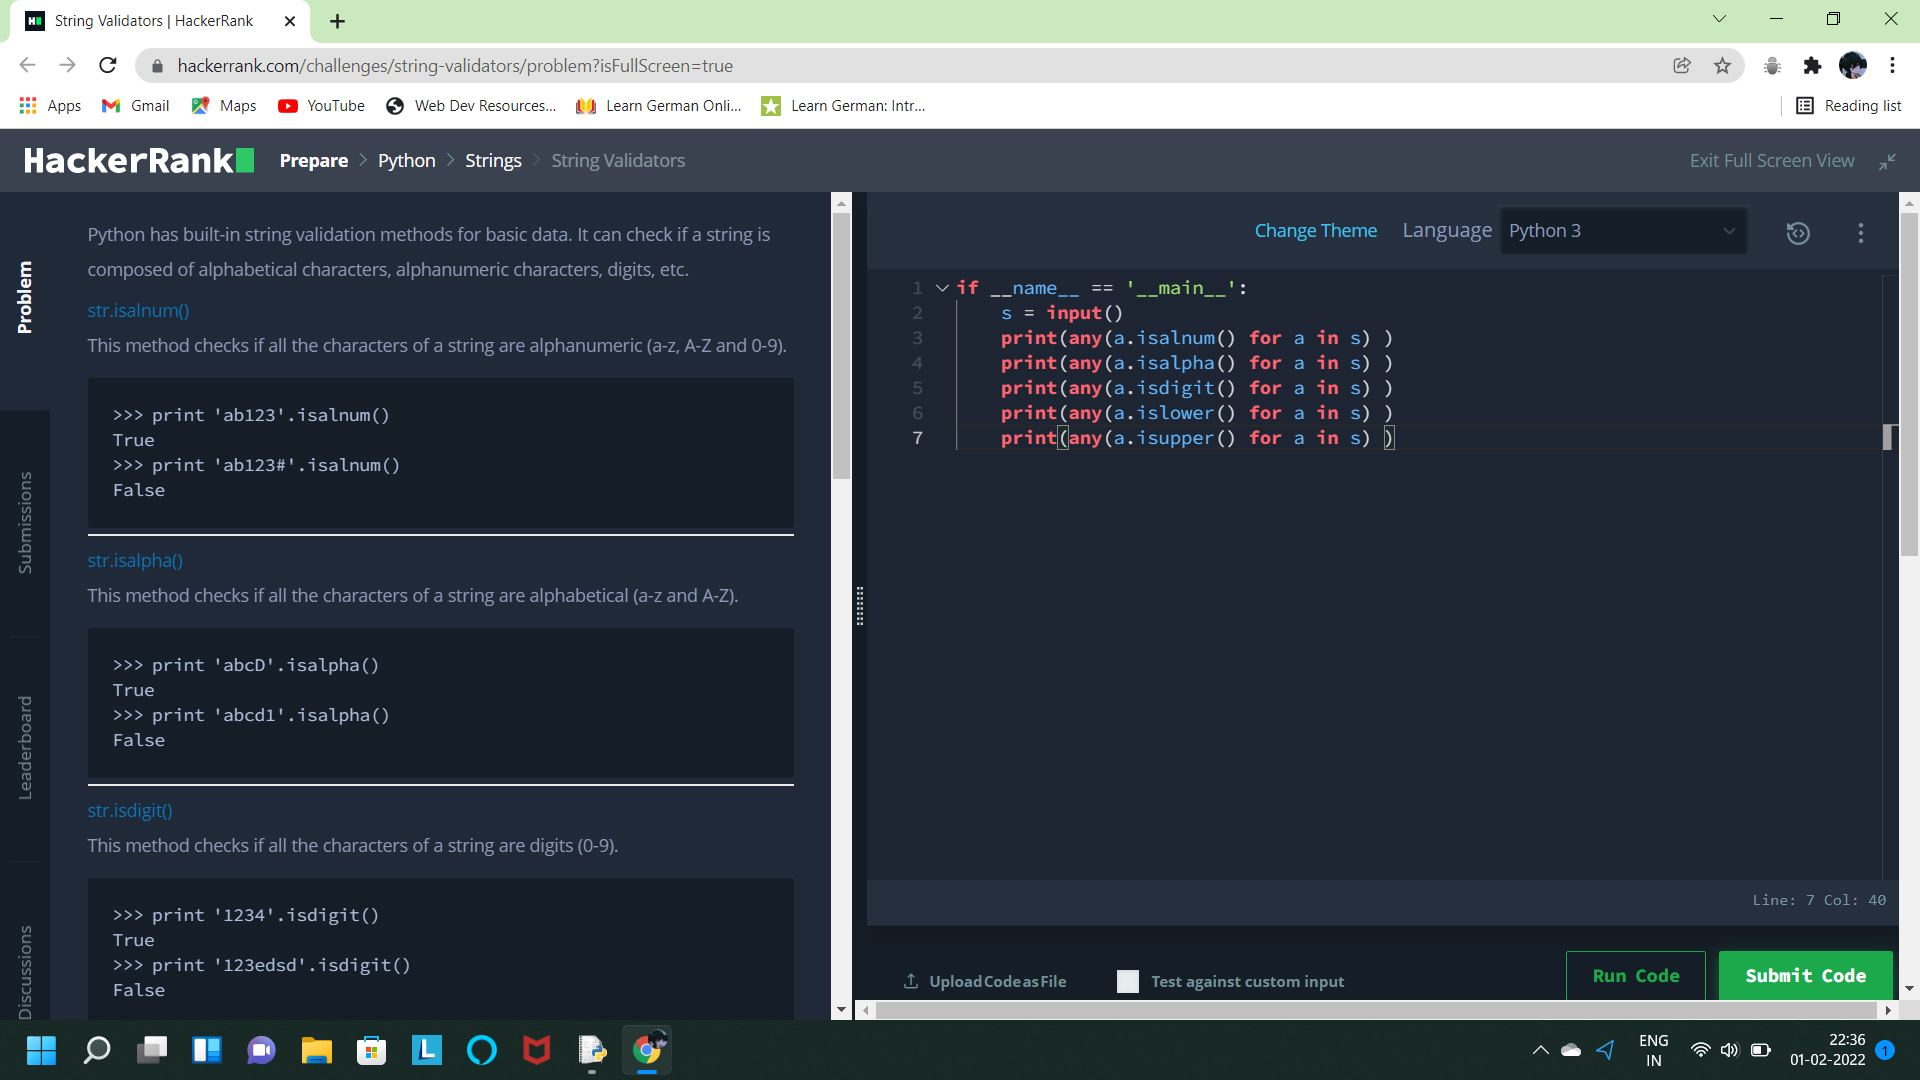 String Validators | HackerRank
hackerrank.com/challenges/string-validators/problem?isFullScreen=true
Apps Gmail Maps YouTube Web Dev Resources... Learn German Onli... Learn German: Intr... Reading list
HackerRank Prepare > Python > Strings > String Validators Exit Full Screen View
Problem
Submissions
Leaderboard
Discussions
Python has built-in string validation methods for basic data. It can check if a string is
composed of alphabetical characters, alphanumeric characters, digits, etc.
str.isalnum()
This method checks if all the characters of a string are alphanumeric (a-z, A-Z and 0-9).
>>> print 'ab123'.isalnum()
True
>>> print 'ab123#'.isalnum()
False
str.isalpha()
This method checks if all the characters of a string are alphabetical (a-z and A-Z).
>>> print 'abcD'.isalpha()
True
>>> print 'abcd1'.isalpha()
False
str.isdigit()
This method checks if all the characters of a string are digits (0-9).
>>> print '1234'.isdigit()
True
>>> print '123edsd'.isdigit()
False
Change Theme Language Python 3
1 if __name__ == '__main__':
2 s = input()
3 print(any(a.isalnum() for a in s) )
4 print(any(a.isalpha() for a in s) )
5 print(any(a.isdigit() for a in s) )
6 print(any(a.islower() for a in s) )
7 print(any(a.isupper() for a in s) )
Line: 7 Col: 40
Upload Code as File Test against custom input Run Code Submit Code
ENG
IN
22:36
01-02-2022
1